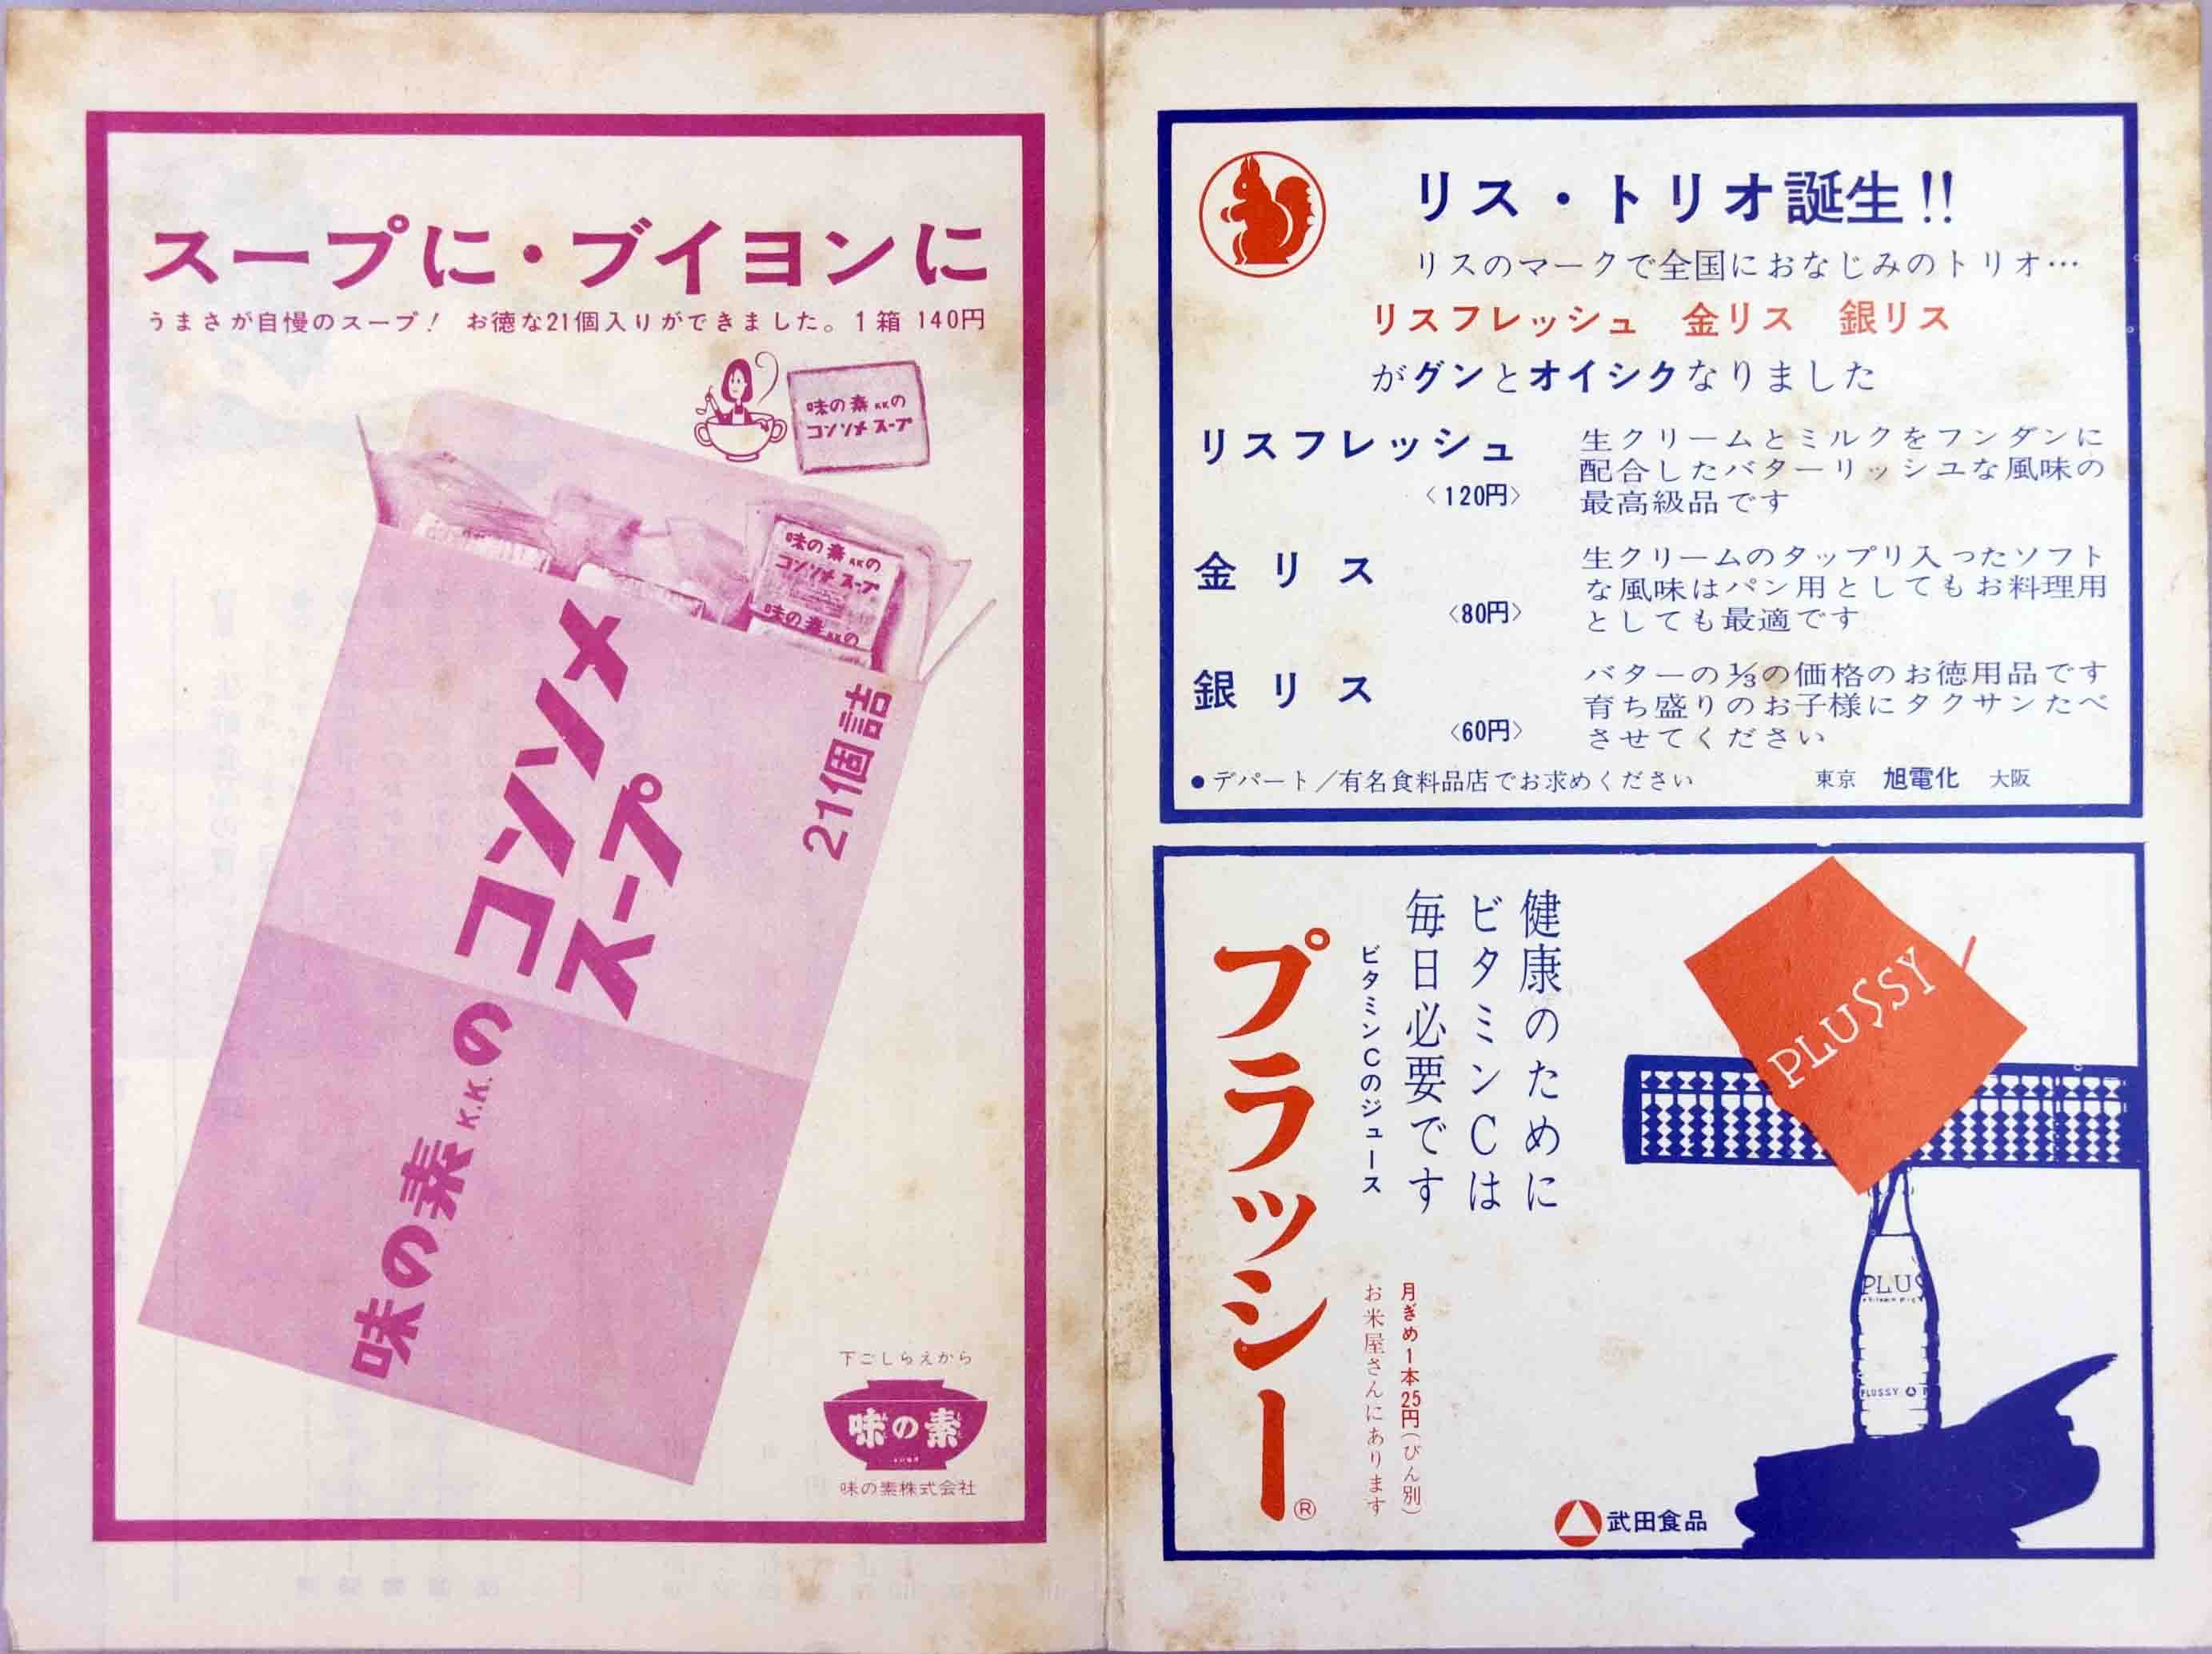 スープに・ブイヨンに
うまさが自慢のスープ! お徳な21個入りができました。1箱 140円
味の素KKの
コンソメスープ
味の素KKの
コンソメスープ
味の素KKの
21個詰
味の素K.K.のコンソメ
スープ
下ごしらえから
味の素
味の素株式会社
リス・トリオ誕生!!
リスのマークで全国におなじみのトリオ…
リスフレッシュ 金リス 銀リス
がグンとオイシクなりました
リスフレッシュ
〈120円〉
生クリームとミルクをフンダンに
配合したバターリッシュな風味の
最高級品です
金リス
〈80円〉
生クリームのタップリ入ったソフト
な風味はパン用としてもお料理用
としても最適です
銀リス
〈60円〉
バターの1/3の価格のお徳用品です
育ち盛りのお子様にタクサンたべ
させてください
●デパート/有名食料品店でお求めください 東京 旭電化 大阪
健康のために
ビタミンCは
毎日必要です
ビタミンCのジュース
プラッシー®
月ぎめ1本25円(びん別)
お米屋さんにあります
PLUSSY
PLUS
PLUSSY
武田食品